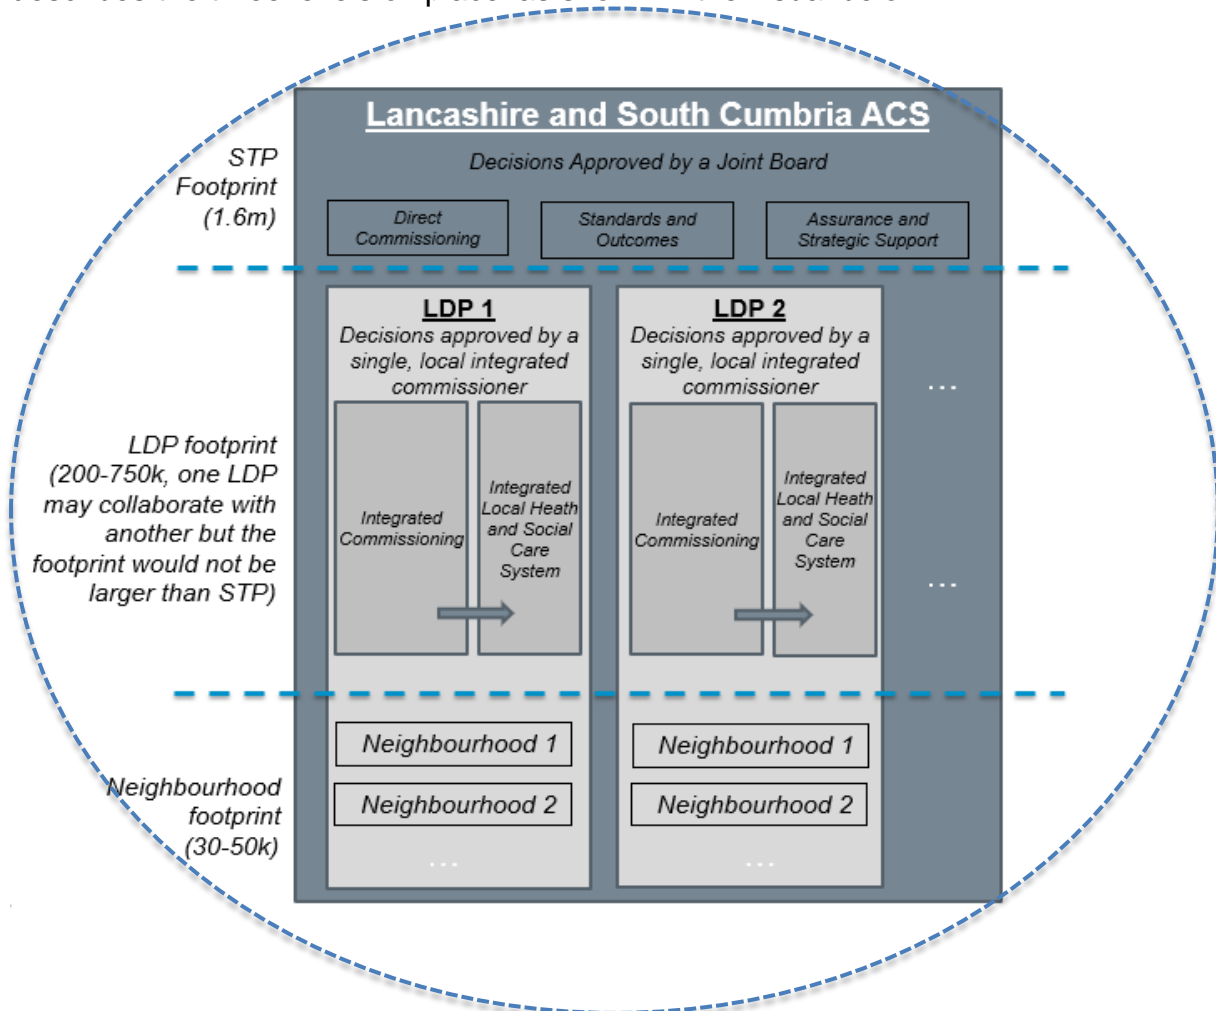 Lancashire and South Cumbria ACS
Decisions Approved by a Joint Board
STP
Footprint
(1.6m)
Direct
Commissioning
Standards and
Outcomes
Assurance and
Strategic Support
LDP 1
Decisions approved by a
single, local integrated
commissioner
LDP 2
Decisions approved by a
single, local integrated
commissioner
...
LDP footprint
(200-750k, one LDP
may collaborate with
another but the
footprint would not be
larger than STP)
Integrated
Commissioning
Integrated
Local Heath
and Social
Care
System
Integrated
Commissioning
Integrated
Local Heath
and Social
Care
System
...
Neighbourhood
footprint
(30-50k)
Neighbourhood 1
Neighbourhood 2
...
Neighbourhood 1
Neighbourhood 2
...